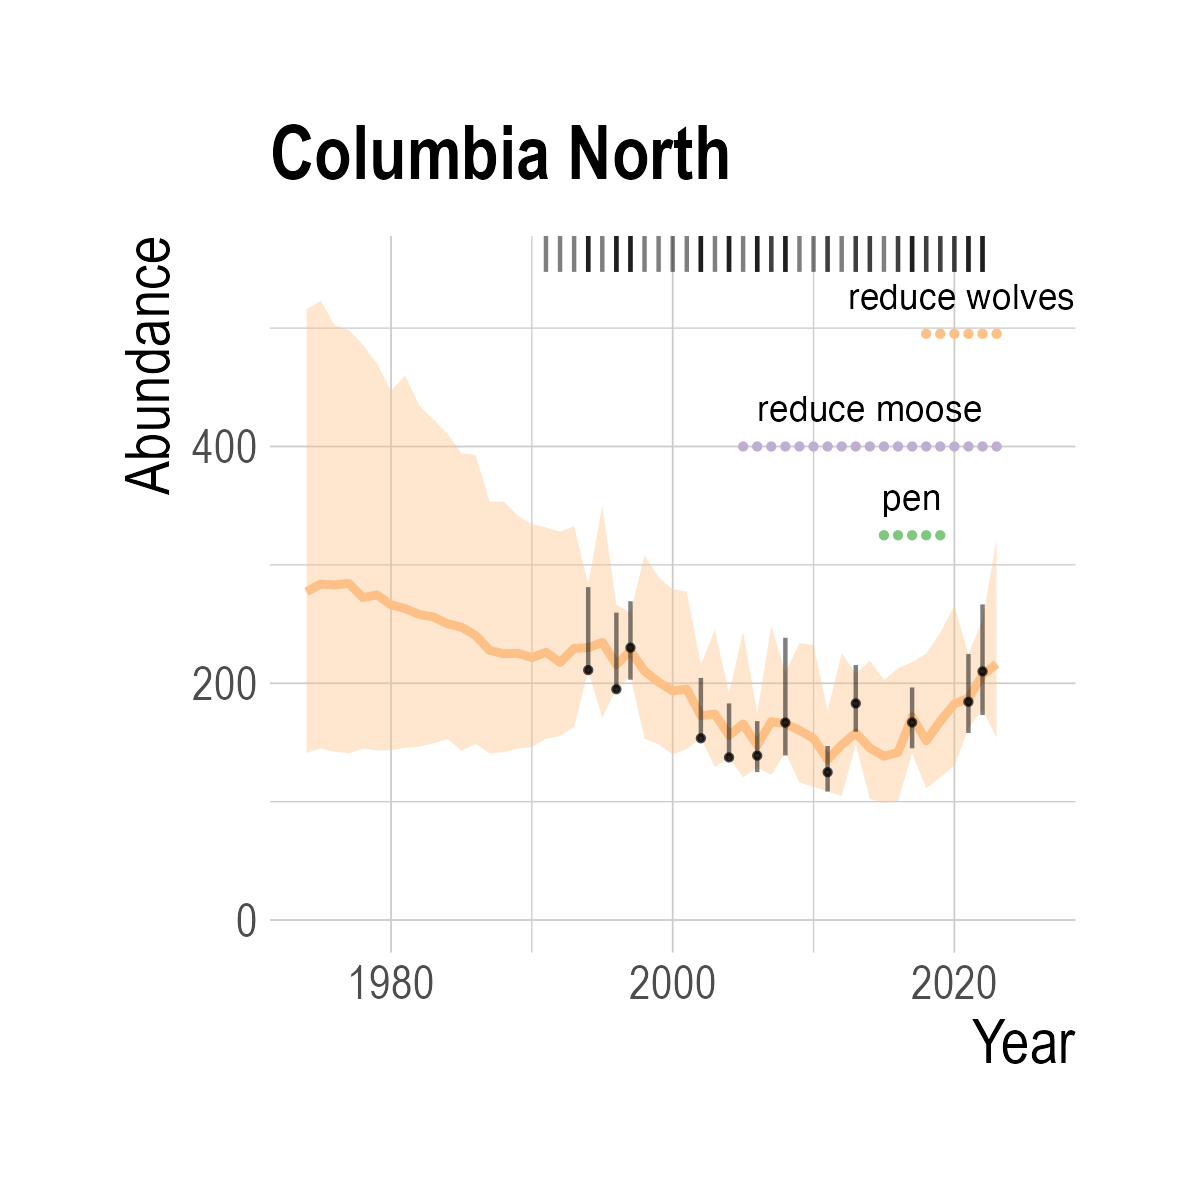 Columbia North
Abundance
reduce wolves
reduce moose
400
pen
200
0
1980 2000 2020
Year